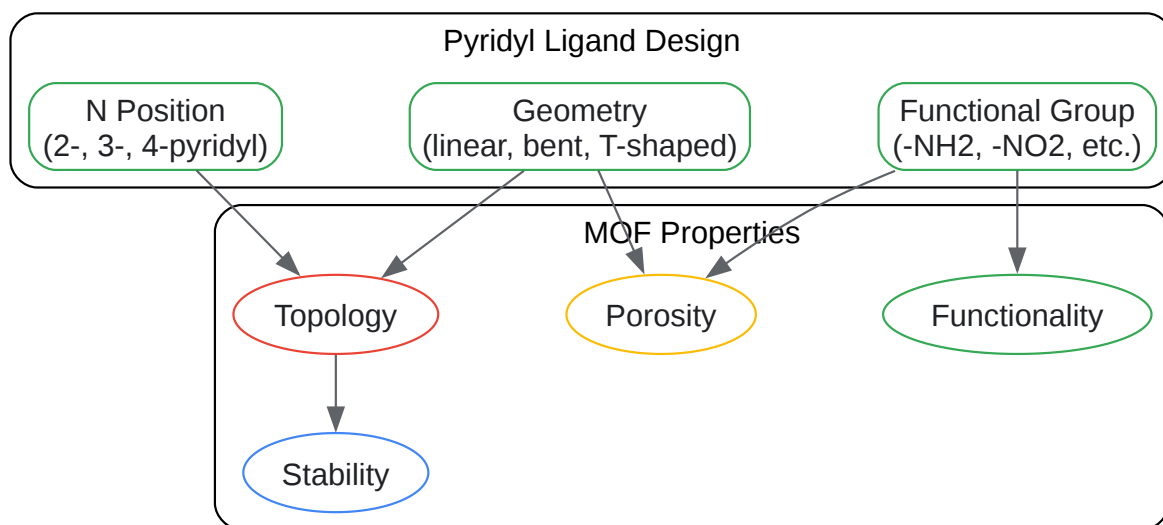 Pyridyl Ligand Design
N Position
(2-, 3-, 4-pyridyl)
Geometry
(linear, bent, T-shaped)
Functional Group
(-NH2, -NO2, etc.)
MOF Properties
Topology
Porosity
Functionality
Stability